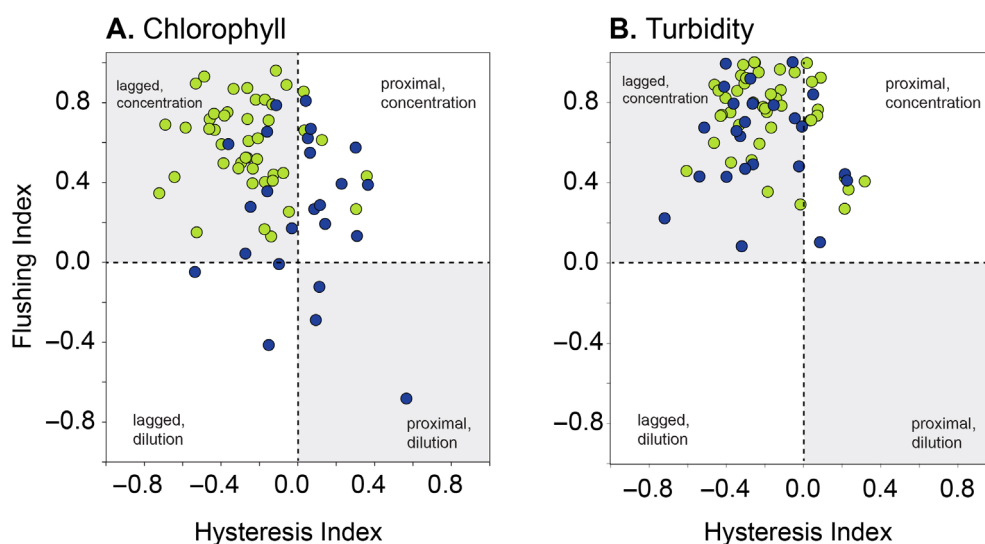 A. Chlorophyll
lagged,
concentration
proximal,
concentration
0.8
0.4
0.0
−0.4
−0.8
Flushing Index
lagged,
dilution
proximal,
dilution
−0.8
−0.4
0.0
0.4
0.8
Hysteresis Index
B. Turbidity
lagged,
concentration
proximal,
concentration
0.8
0.4
0.0
−0.4
−0.8
lagged,
dilution
proximal,
dilution
−0.8
−0.4
0.0
0.4
0.8
Hysteresis Index